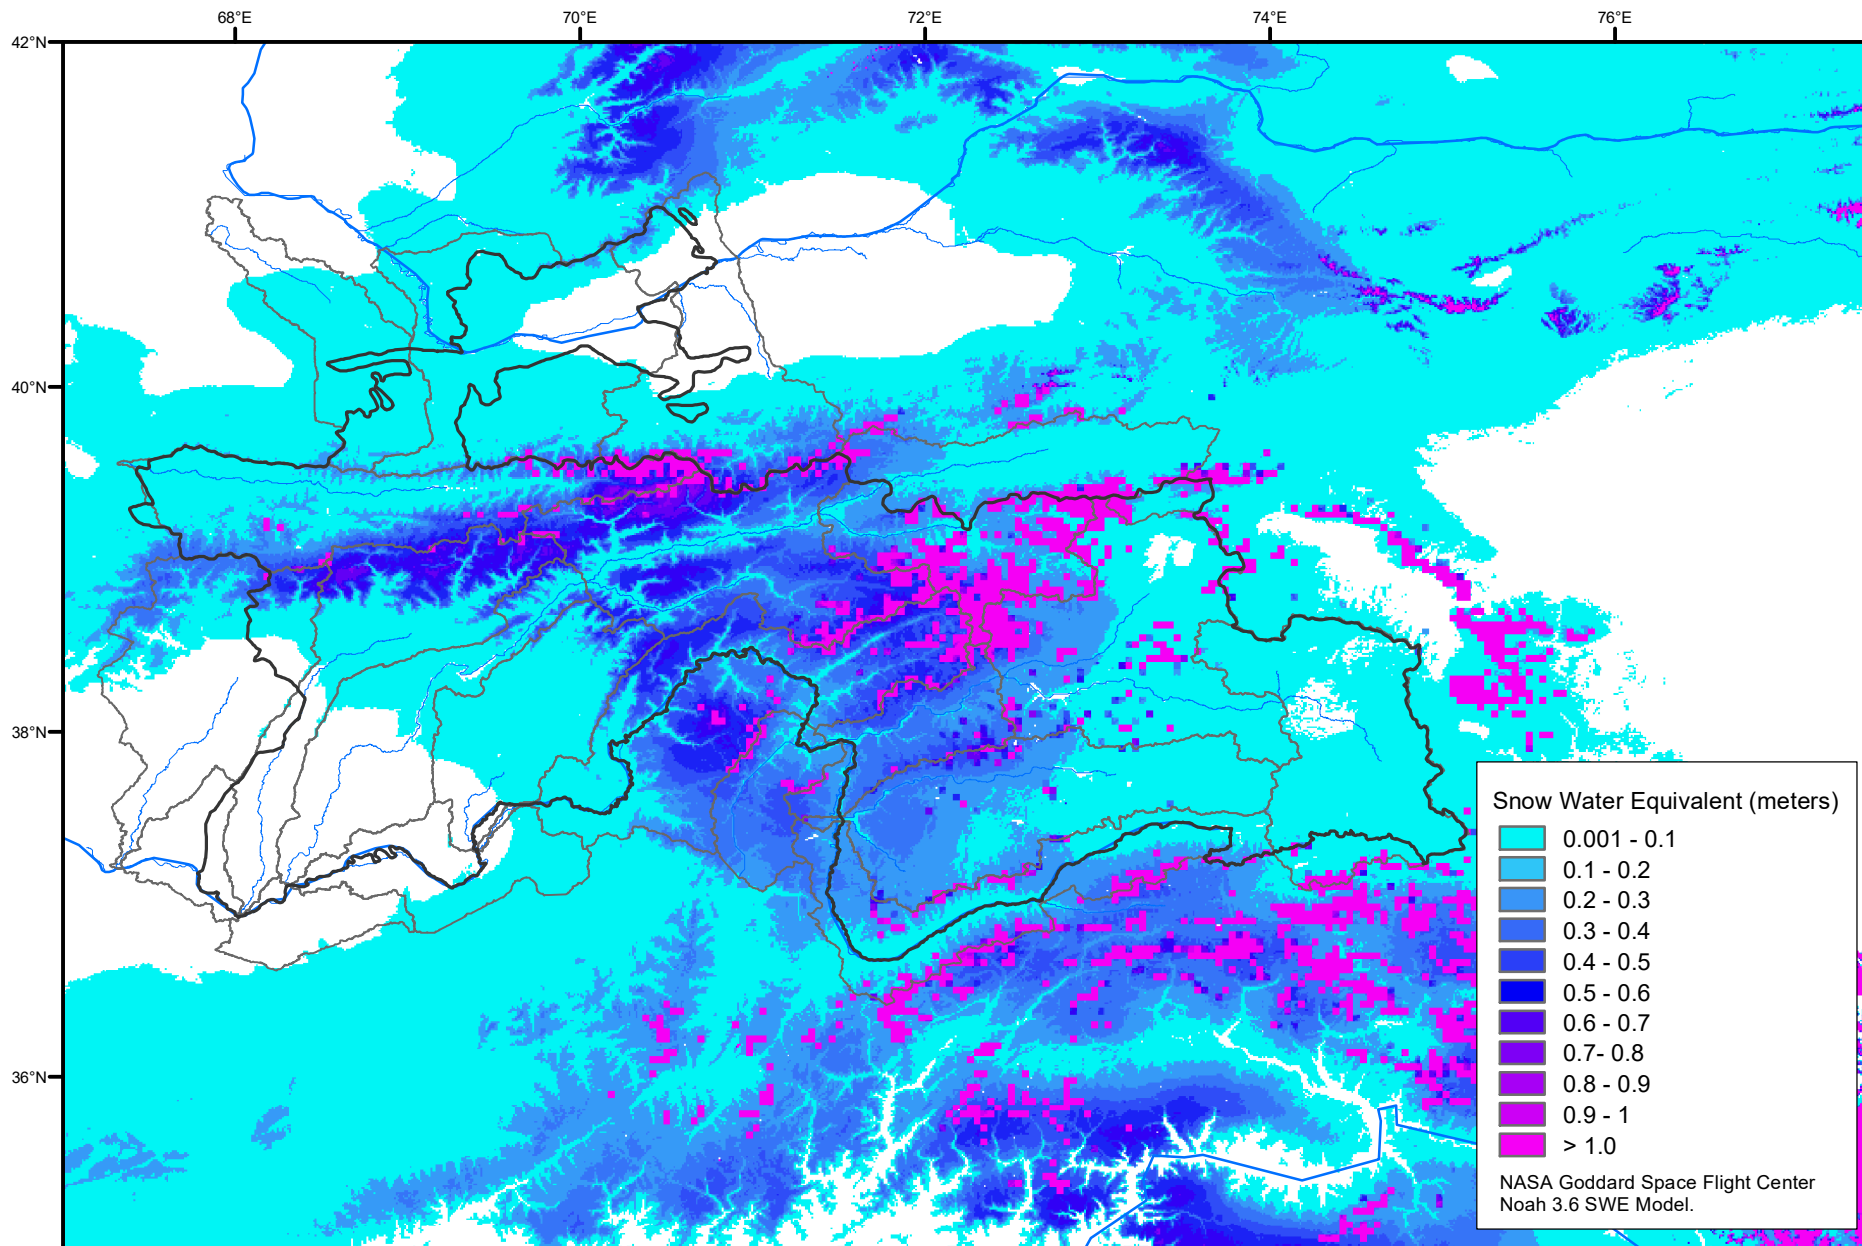 68°E
70°E
72°E
74°E
76°E
42°N
40°N
38°N
36°N
Snow Water Equivalent (meters)
0.001 - 0.1
0.1 - 0.2
0.2 - 0.3
0.3 - 0.4
0.4 - 0.5
0.5 - 0.6
0.6 - 0.7
0.7- 0.8
0.8 - 0.9
0.9 - 1
> 1.0
NASA Goddard Space Flight Center
Noah 3.6 SWE Model.